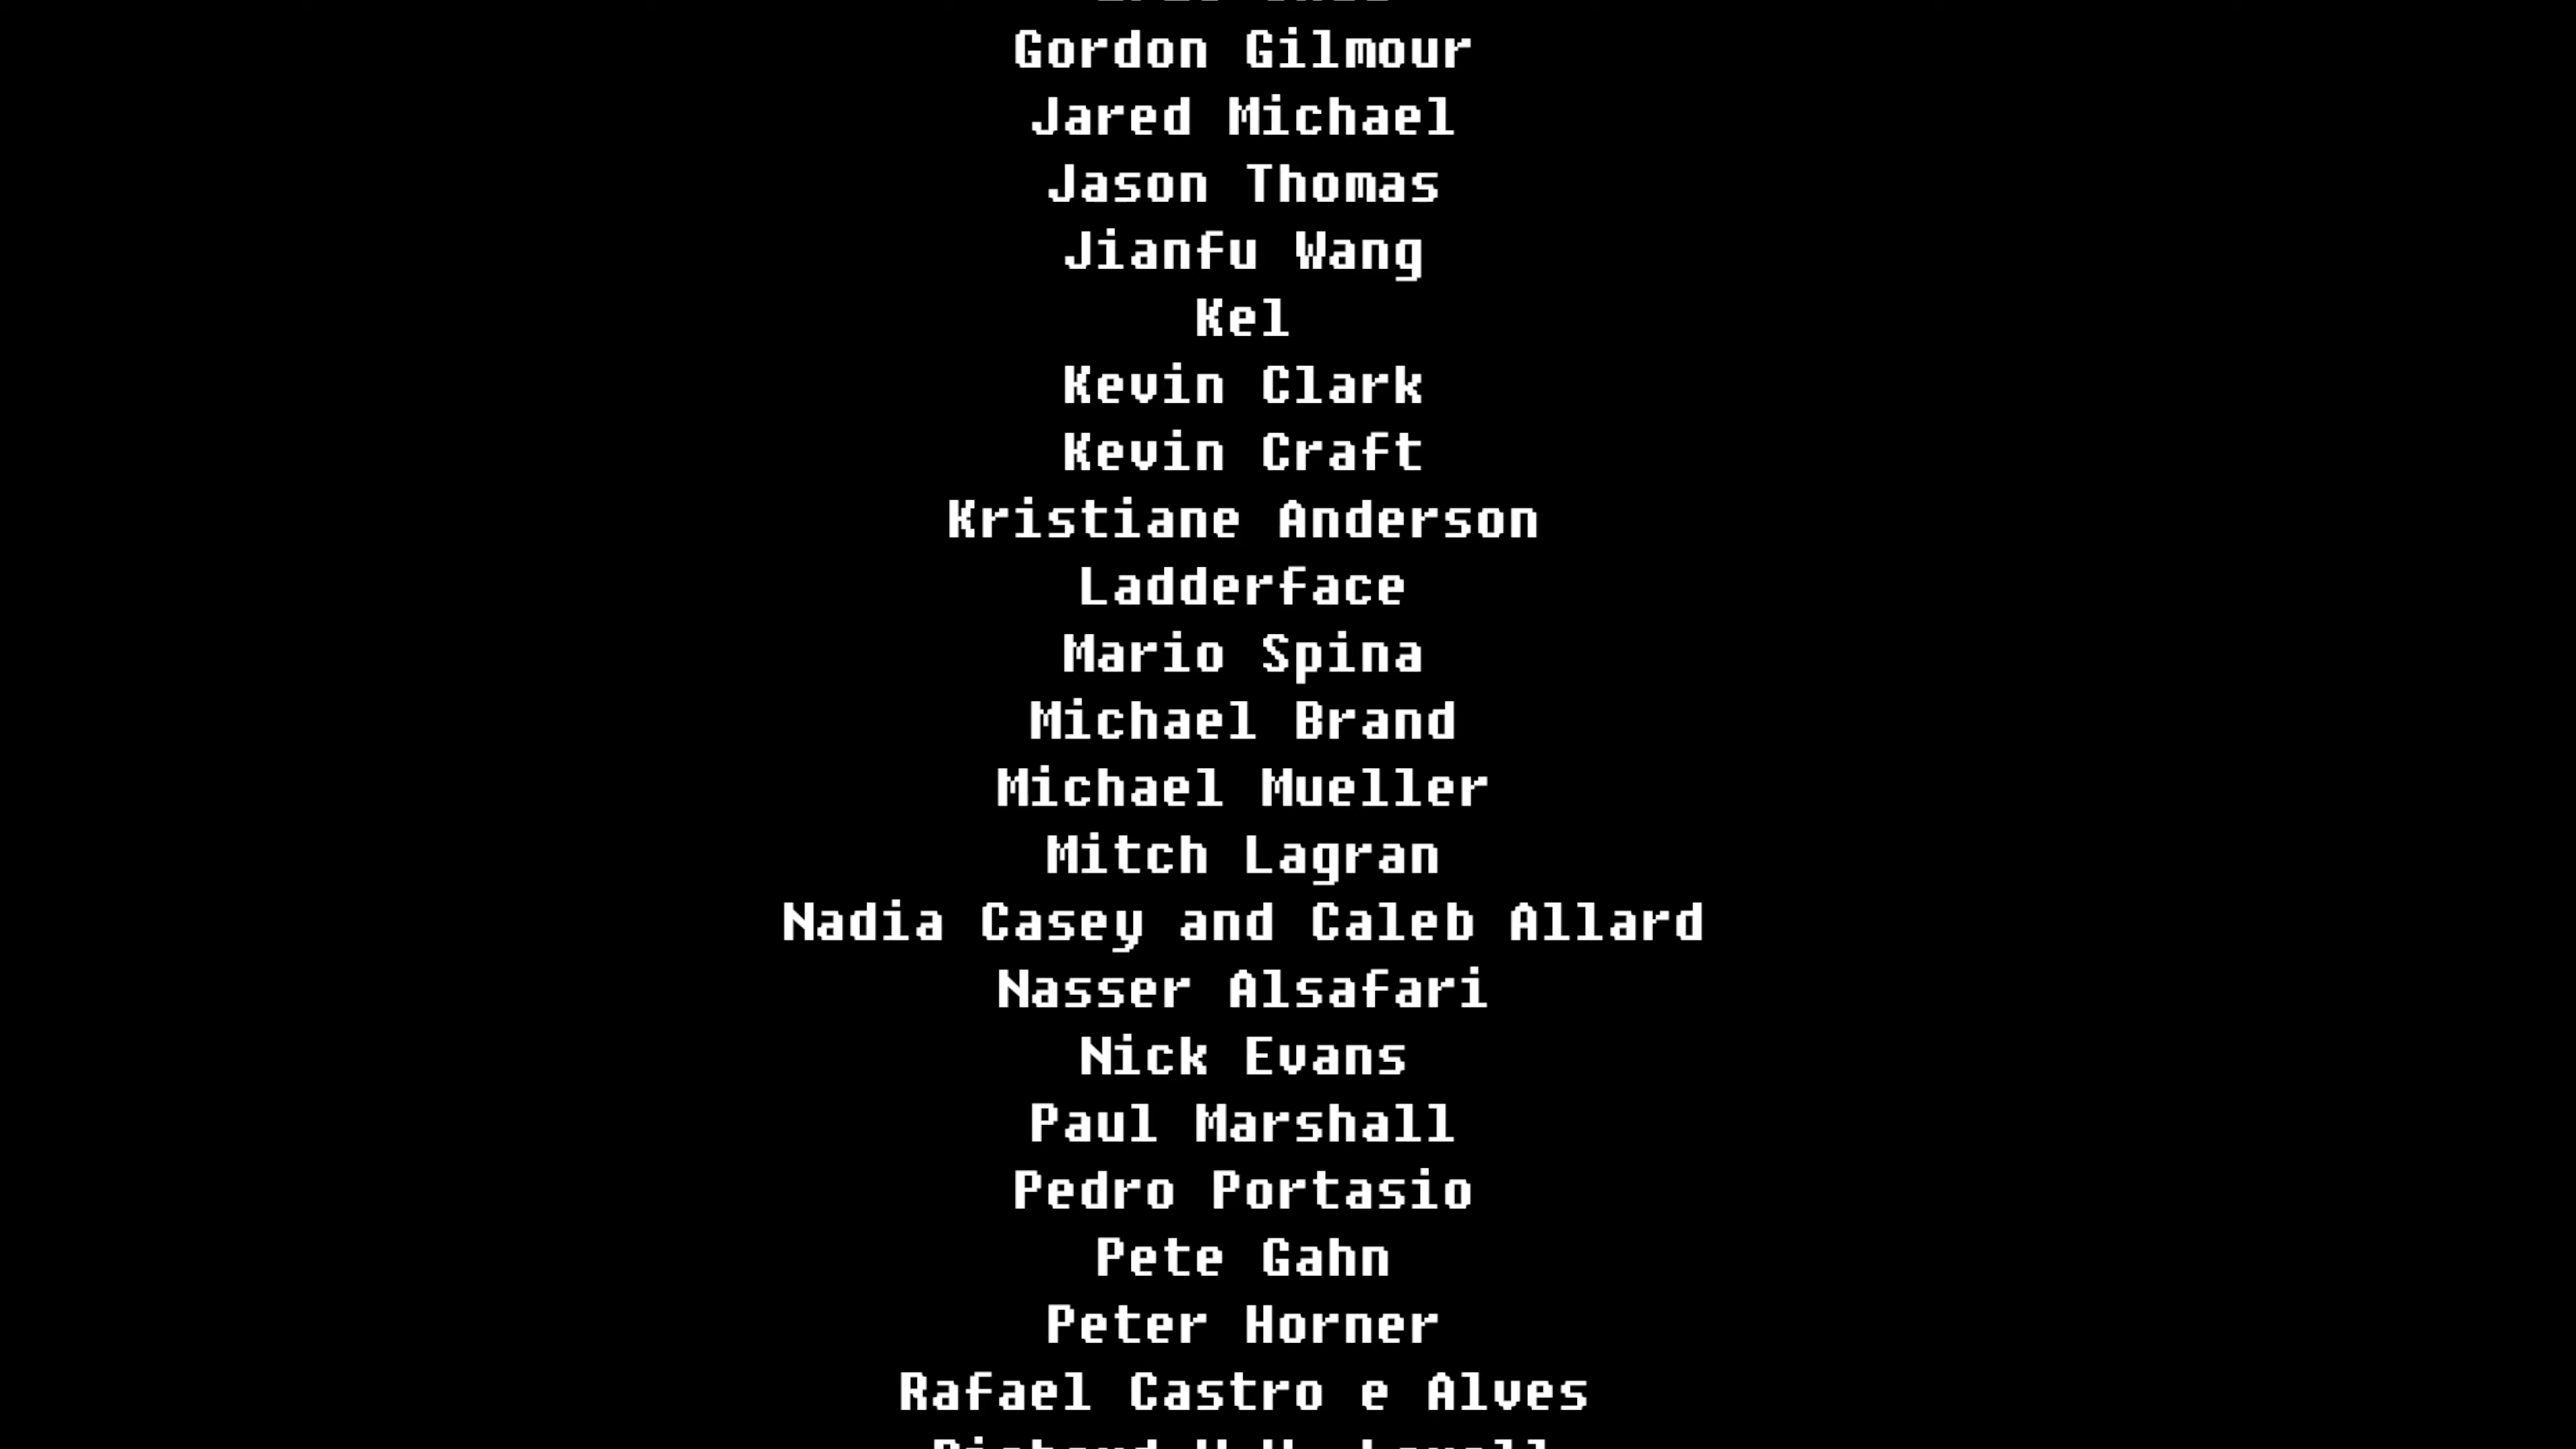 Gordon Gilmour
Jared Michael
Jason Thomas
Jianfu Wang
Kel
Kevin Clark
Kevin Craft
Kristiane Anderson
Ladderface
Mario Spina
Michael Brand
Michael Mueller
Mitch Lagran
Nadia Casey and Caleb Allard
Nasser Alsafari
Nick Evans
Paul Marshall
Pedro Portasio
Pete Gahn
Peter Horner
Rafael Castro e Alves